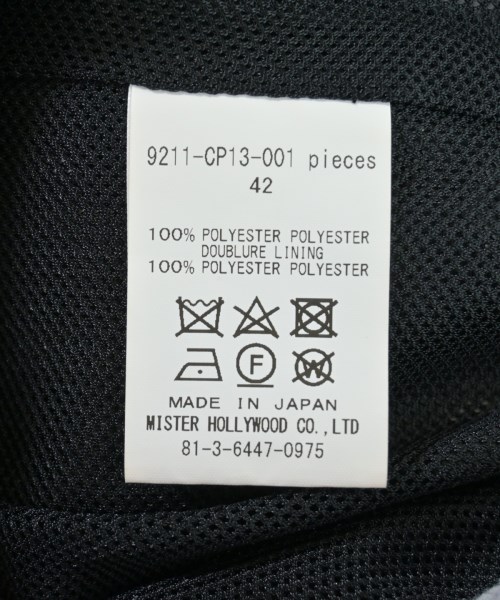 9211-CP13-001 pieces
42
100% POLYESTER POLYESTER
DOUBLURE LINING
100% POLYESTER POLYESTER
F
W
MADE IN JAPAN
MISTER HOLLYWOOD CO.,LTD
81-3-6447-0975